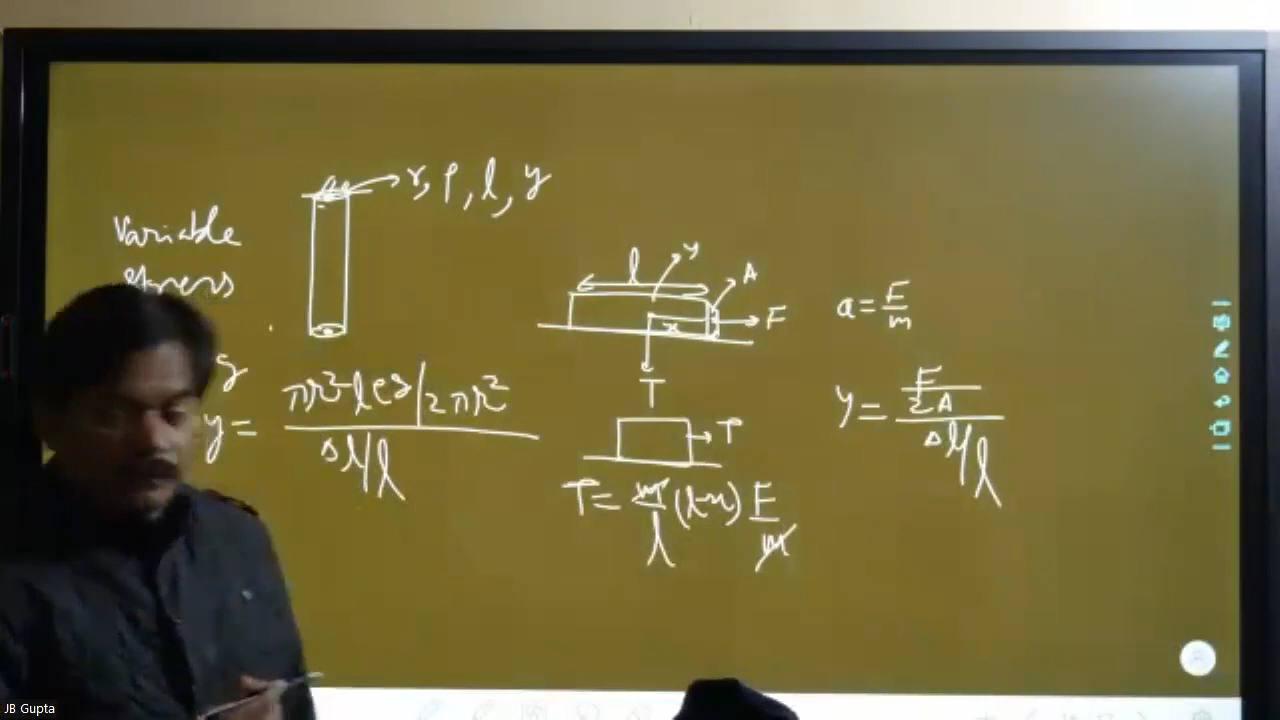 r, ρ, l, y
Variable
stress
l
y
A
F
x
T
a = F/m
y = πr²lρg/2πr² / Δl/l
T
T = m/l (l-x) F/m
y = F/2A / Δl/l
JB Gupta